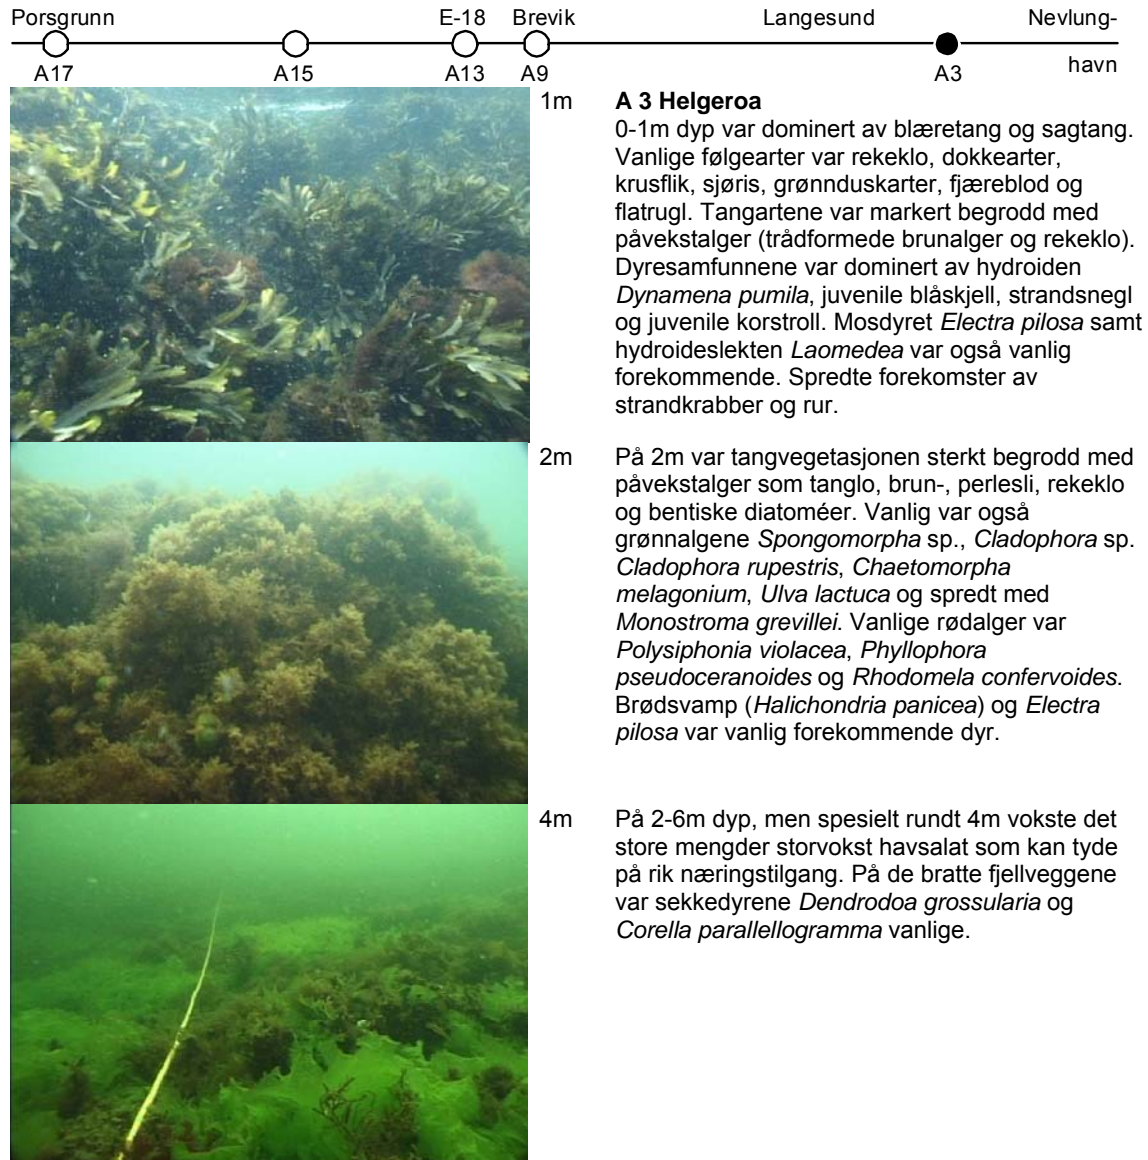 Porsgrunn E-18 Brevik Langesund Nevlung-
havn
A17 A15 A13 A9 A3
1m
A 3 Helgeroa
0-1m dyp var dominert av blæretang og sagtang.
Vanlige følgearter var rekeklo, dokkearter,
krusflik, sjøris, grønnduskarter, fjæreblod og
flatrugl. Tangartene var markert begrodd med
påvekstalger (trådformede brunalger og rekeklo).
Dyresamfunnene var dominert av hydroiden
Dynamena pumila, juvenile blåskjell, strandsnegl
og juvenile korstroll. Mosdyret Electra pilosa samt
hydroideslekten Laomedea var også vanlig
forekommende. Spredte forekomster av
strandkrabber og rur.
2m
På 2m var tangvegetasjonen sterkt begrodd med
påvekstalger som tanglo, brun-, perlesli, rekeklo
og bentiske diatoméer. Vanlig var også
grønnalgene Spongomorpha sp., Cladophora sp.
Cladophora rupestris, Chaetomorpha
melagonium, Ulva lactuca og spredt med
Monostroma grevillei. Vanlige rødalger var
Polysiphonia violacea, Phyllophora
pseudoceranoides og Rhodomela confervoides.
Brødsvamp (Halichondria panicea) og Electra
pilosa var vanlig forekommende dyr.
4m
På 2-6m dyp, men spesielt rundt 4m vokste det
store mengder storvokst havsalat som kan tyde
på rik næringstilgang. På de bratte fjellveggene
var sekkedyrene Dendrodoa grossularia og
Corella parallellogramma vanlige.